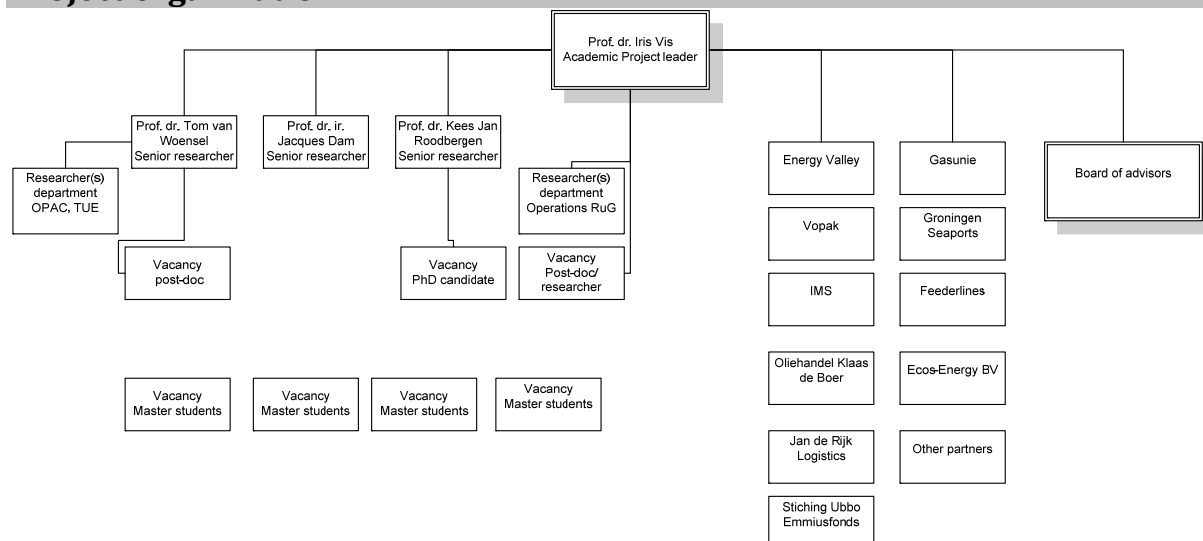 Prof. dr. Iris Vis
Academic Project leader
Prof. dr. Tom van
Woensel
Senior researcher
Prof. dr. ir.
Jacques Dam
Senior researcher
Prof. dr. Kees Jan
Roodbergen
Senior researcher
Researcher(s)
department
OPAC, TUE
Researcher(s)
department
Operations RuG
Vacancy
post-doc
Vacancy
PhD candidate
Vacancy
Post-doc/
researcher
Vacancy
Master students
Vacancy
Master students
Vacancy
Master students
Vacancy
Master students
Energy Valley
Gasunie
Board of advisors
Vopak
Groningen
Seaports
IMS
Feederlines
Oliehandel Klaas
de Boer
Ecos-Energy BV
Jan de Rijk
Logistics
Other partners
Stiching Ubbo
Emmiusfonds